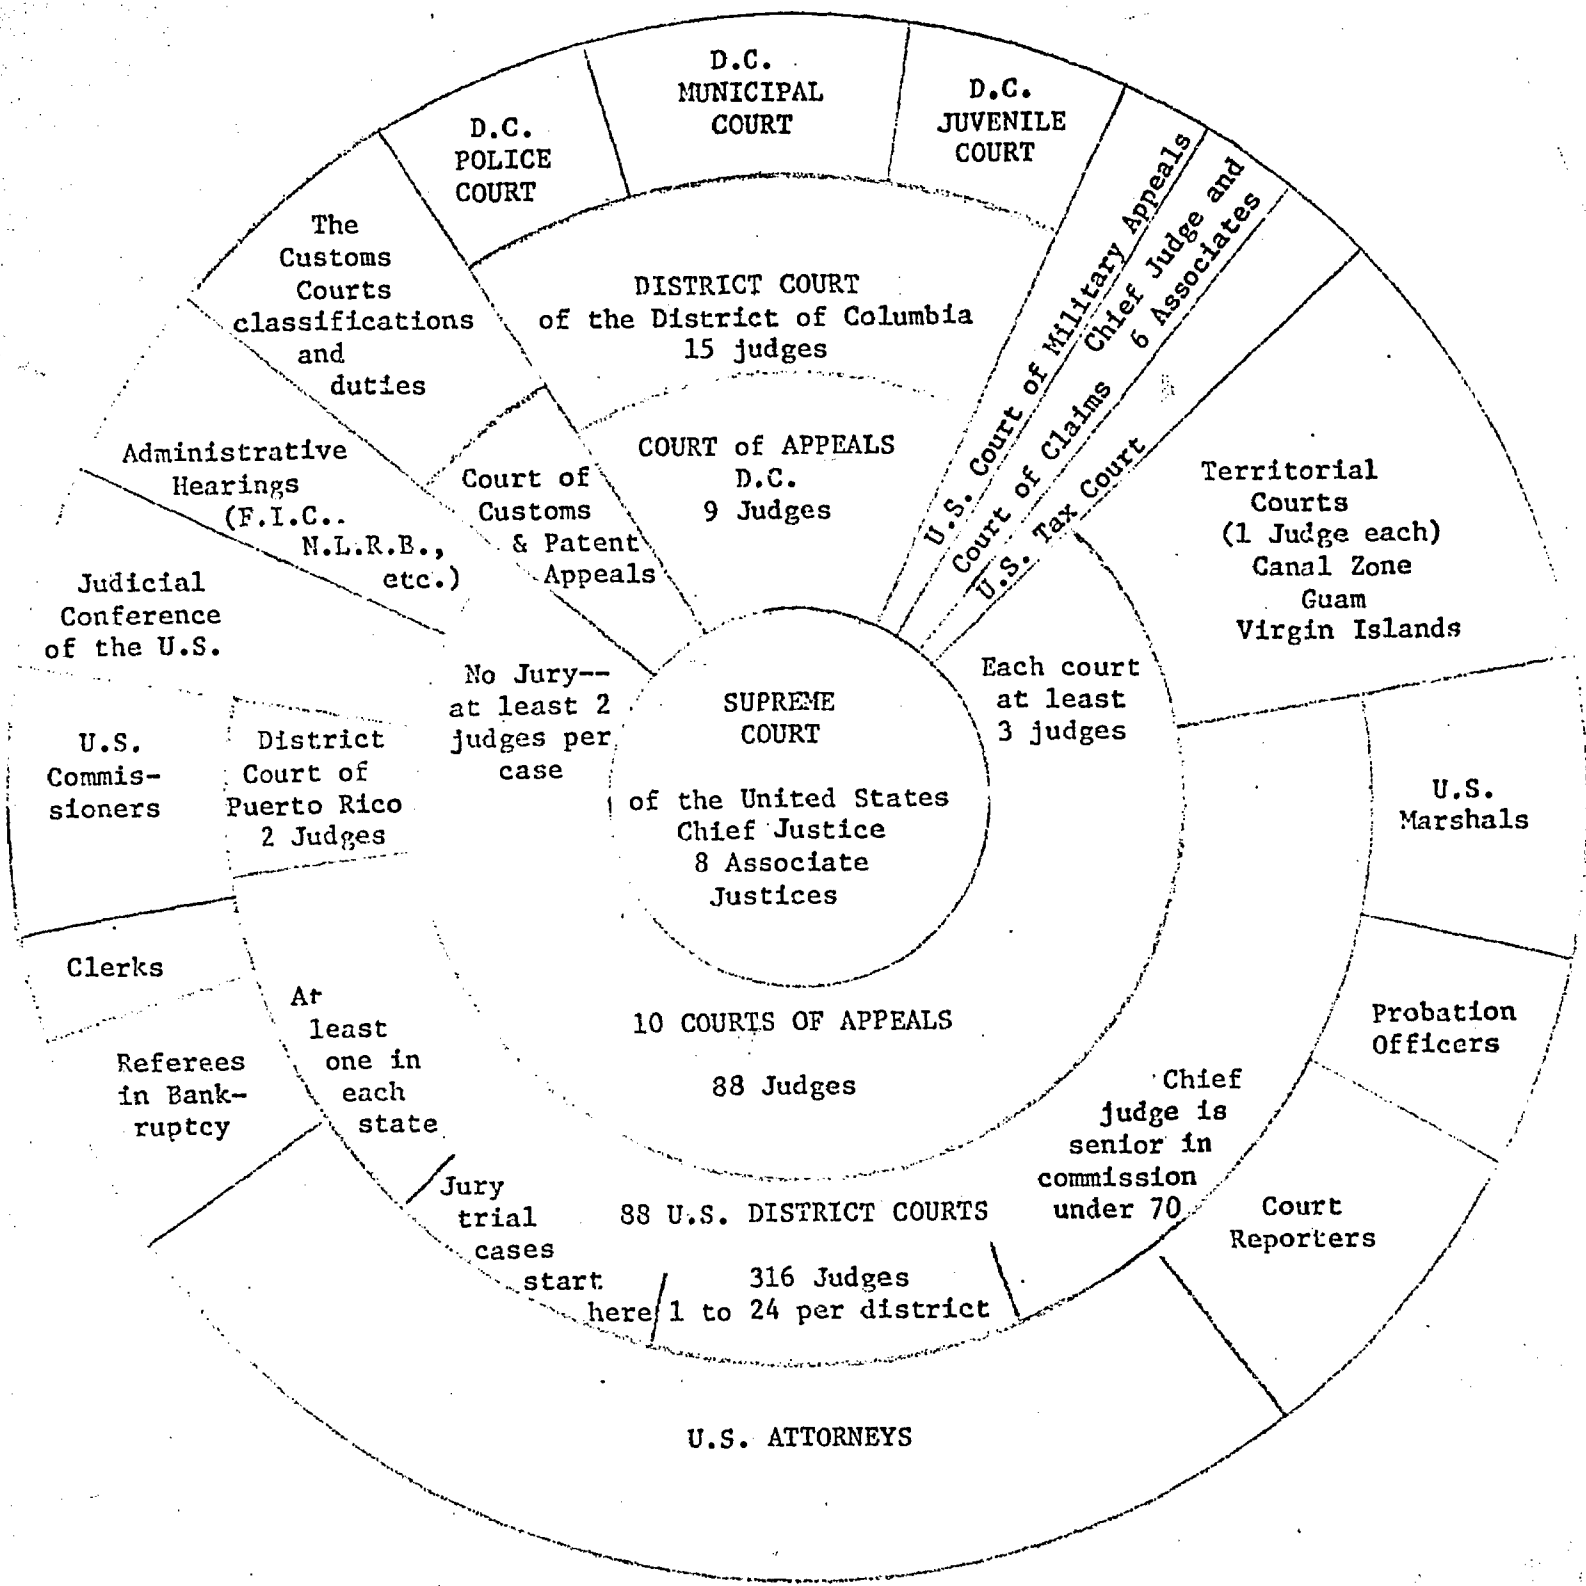 D.C.
MUNICIPAL
COURT
D.C.
JUVENILE
COURT
D.C.
POLICE
COURT
The
Customs
Courts
classifications
and
duties
DISTRICT COURT
of the District of Columbia
15 judges
U.S. Court of Military Appeals
Chief Judge and
6 Associates
Court of Claims
U.S. Tax Court
Administrative
Hearings
(F.I.C..
N.L.R.B.,
etc.)
Court of
Customs
& Patent
Appeals
COURT of APPEALS
D.C.
9 Judges
Territorial
Courts
(1 Judge each)
Canal Zone
Guam
Virgin Islands
Judicial
Conference
of the U.S.
No Jury--
at least 2
judges per
case
SUPREME
COURT
of the United States
Chief Justice
8 Associate
Justices
Each court
at least
3 judges
U.S.
Commis-
sioners
District
Court of
Puerto Rico
2 Judges
U.S.
Marshals
Clerks
Probation
Officers
At
least
one in
each
state
10 COURTS OF APPEALS
88 Judges
Referees
in Bank-
ruptcy
Chief
judge is
senior in
commission
under 70
Jury
trial
cases
start
here
88 U.S. DISTRICT COURTS
316 Judges
1 to 24 per district
Court
Reporters
U.S. ATTORNEYS